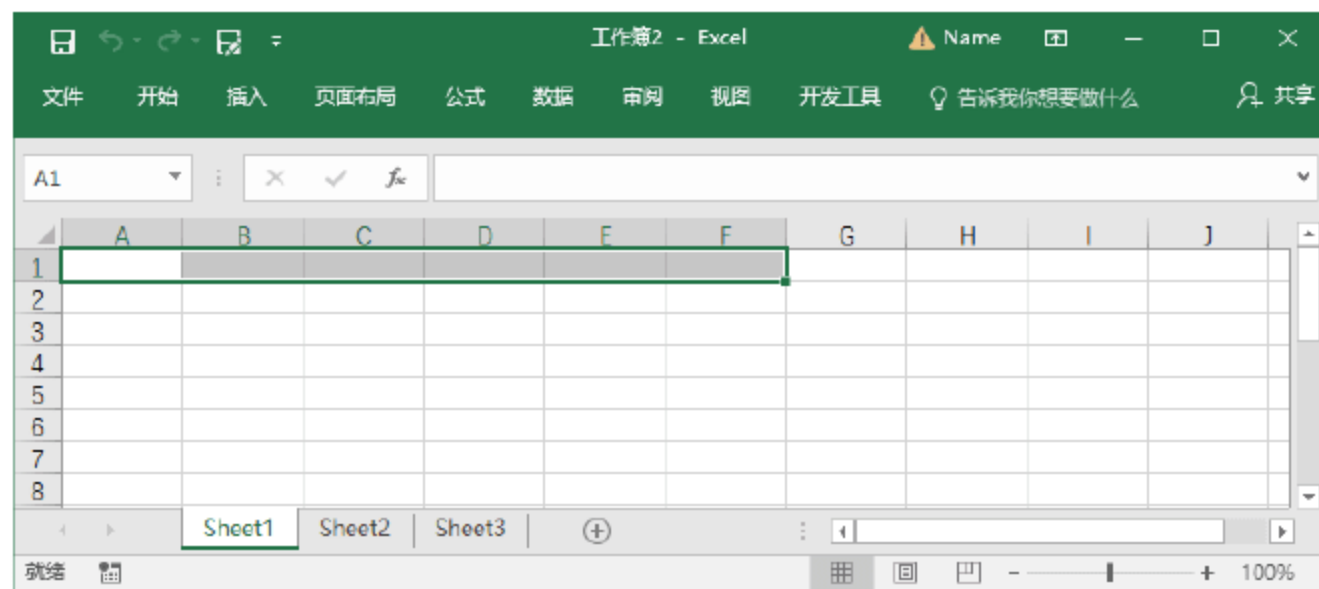 工作簿2 - Excel Name
文件 开始 插入 页面布局 公式 数据 审阅 视图 开发工具 告诉我你想要做什么 共享
A1 fx
A B C D E F G H I J
1
2
3
4
5
6
7
8
Sheet1 Sheet2 Sheet3
就绪 100%